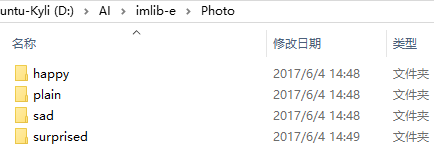 untu-Kyli (D:) > AI > imlib-e > Photo
名称 修改日期 类型
happy 2017/6/4 14:48 文件夹
plain 2017/6/4 14:48 文件夹
sad 2017/6/4 14:48 文件夹
surprised 2017/6/4 14:49 文件夹